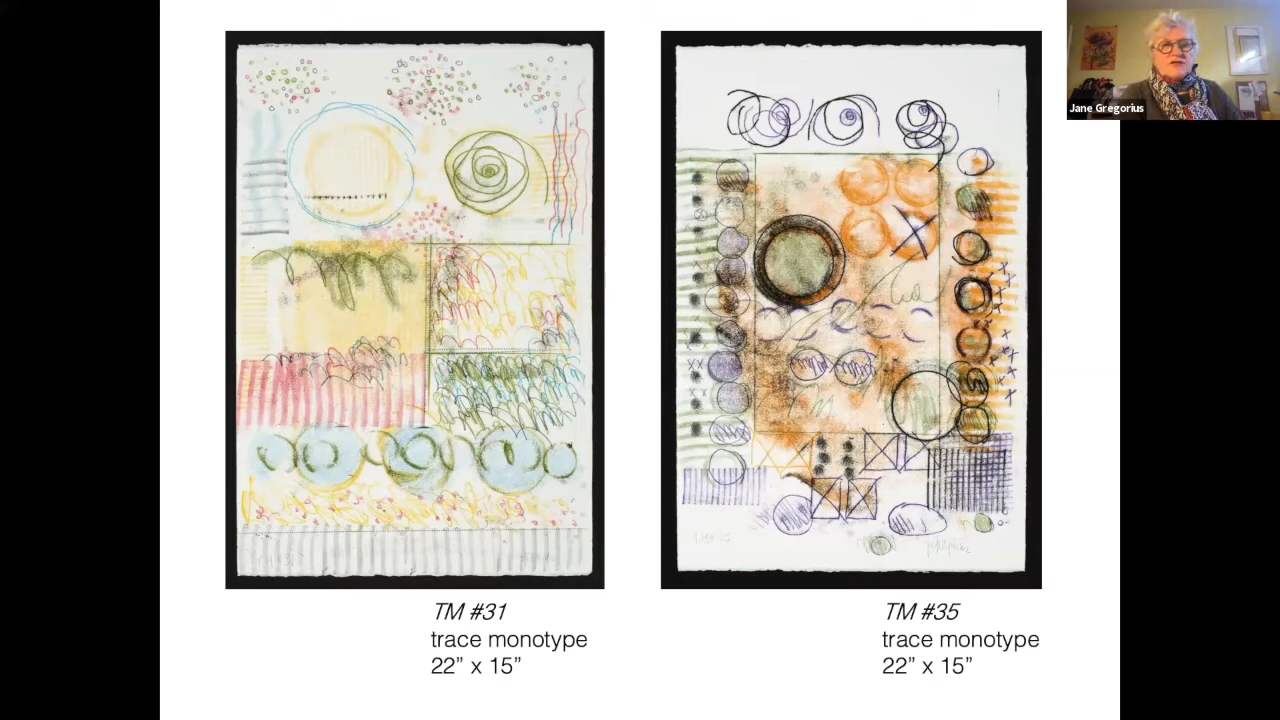 Jane Gregorius
TM #31
trace monotype
22” x 15”
TM #35
trace monotype
22” x 15”